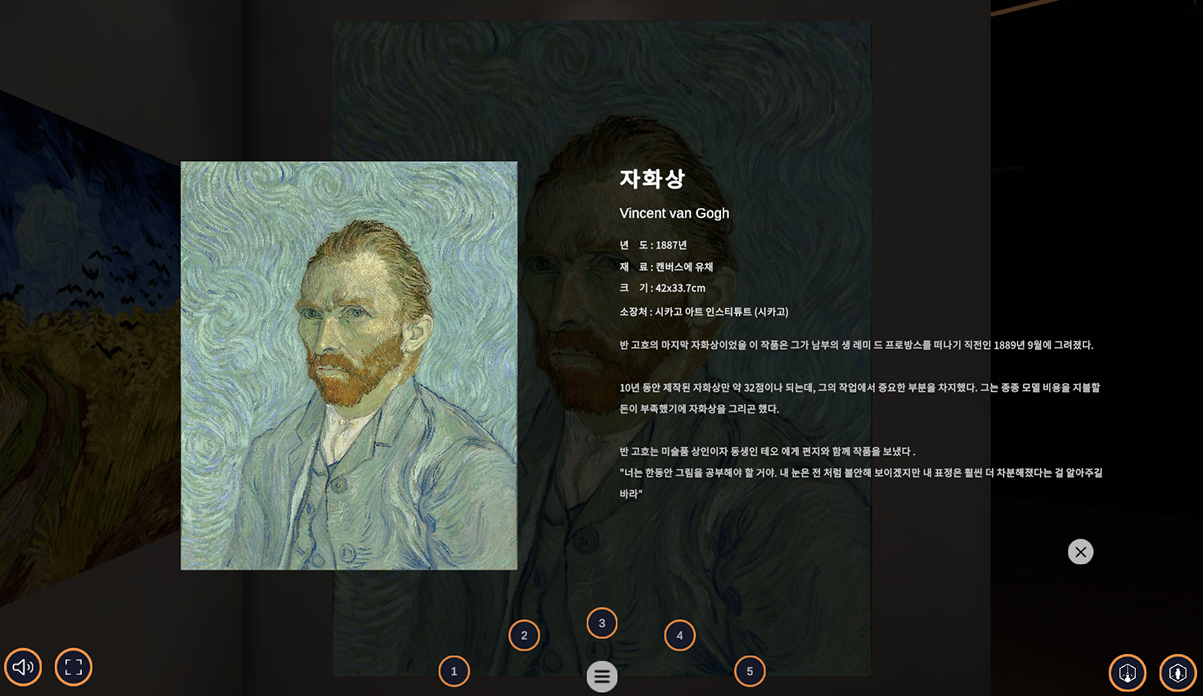 자화상
Vincent van Gogh
년 도 : 1887년
재 료 : 캔버스에 유채
크 기 : 42x33.7cm
소장처 : 시카고 아트 인스티튜트 (시카고)
반 고흐의 마지막 자화상이었을 이 작품은 그가 남부의 생 레미 드 프로방스를 떠나기 직전인 1889년 9월에 그려졌다.
10년 동안 제작된 자화상만 약 32점이나 되는데, 그의 작업에서 중요한 부분을 차지했다. 그는 종종 모델 비용을 지불할
돈이 부족했기에 자화상을 그리곤 했다.
반 고흐는 미술품 상인이자 동생인 테오 에게 편지와 함께 작품을 보냈다 .
"너는 한동안 그림을 공부해야 할 거야. 내 눈은 전 처럼 불안해 보이겠지만 내 표정은 훨씬 더 차분해졌다는 걸 알아주길
바라"
3
2
4
1
5